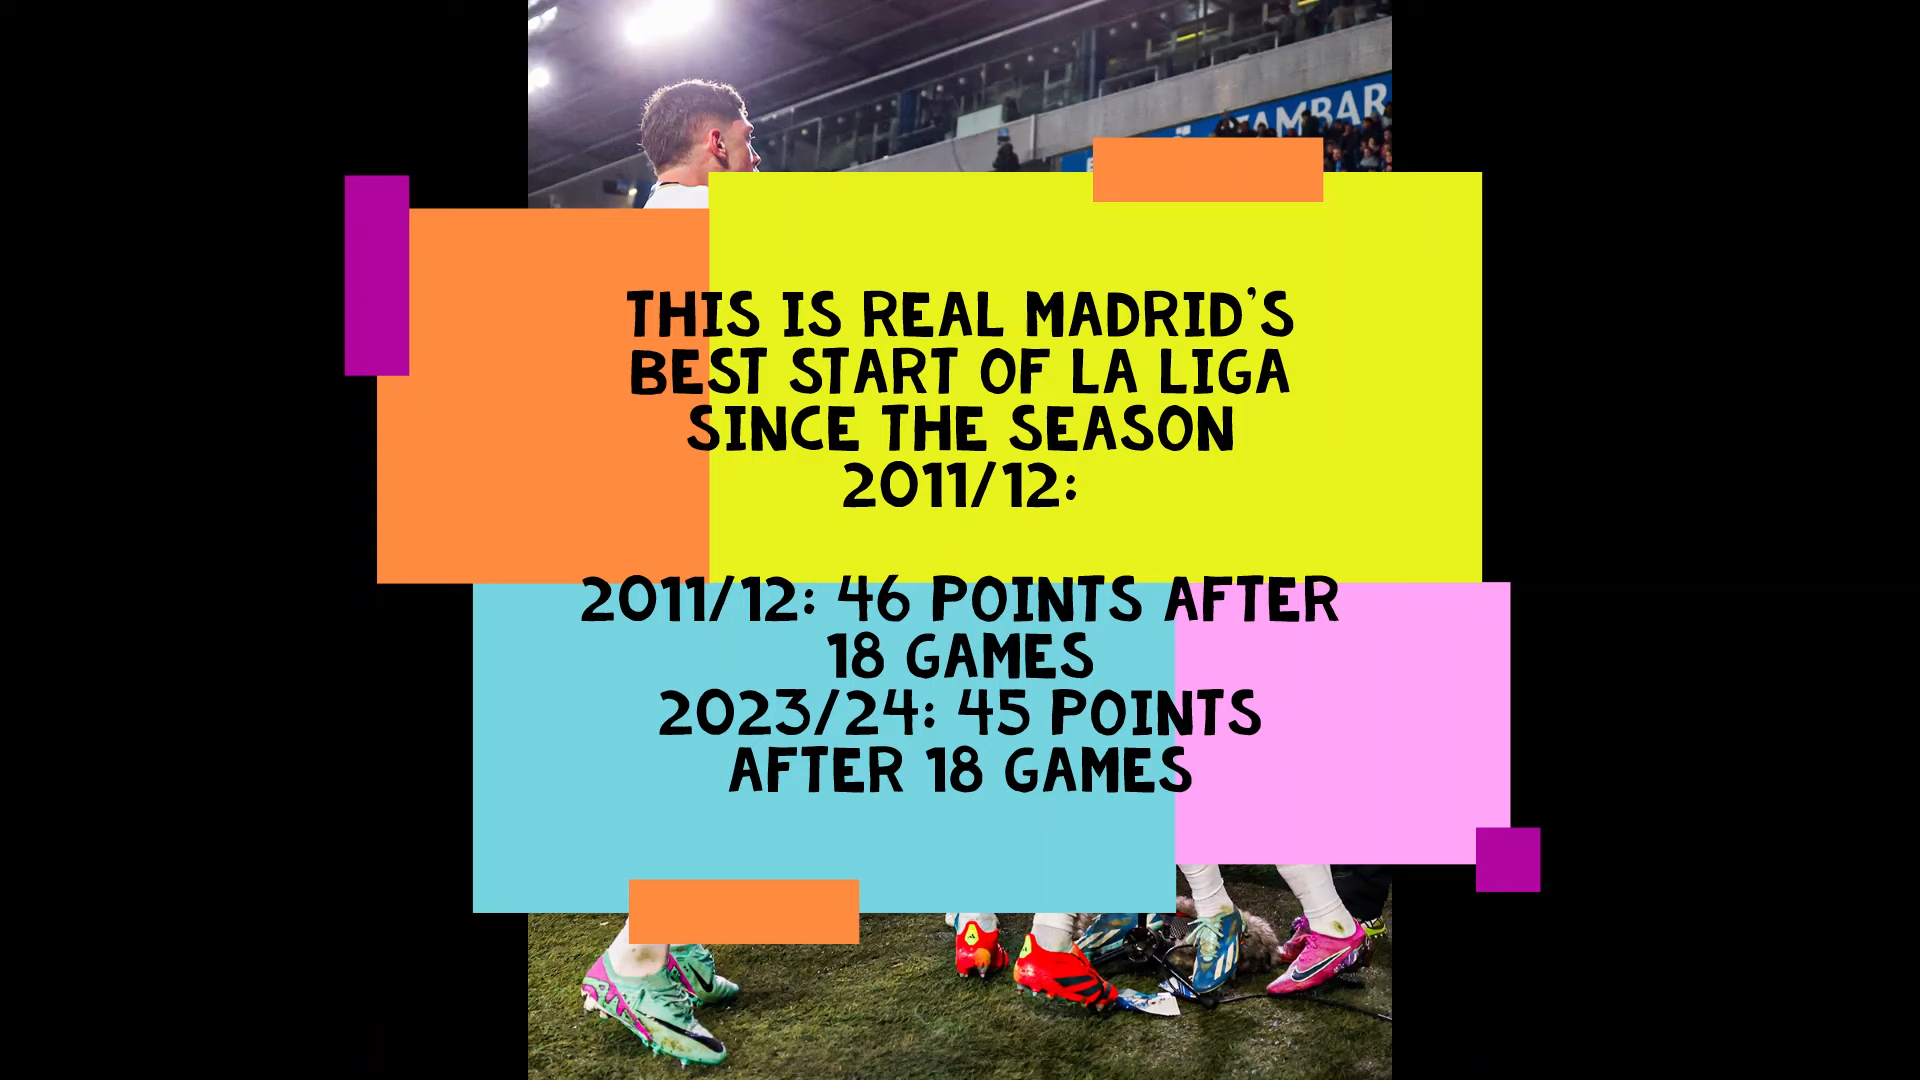 TAMBAR
THIS IS REAL MADRID'S
BEST START OF LA LIGA
SINCE THE SEASON
2011/12:
2011/12: 46 POINTS AFTER
18 GAMES
2023/24: 45 POINTS
AFTER 18 GAMES